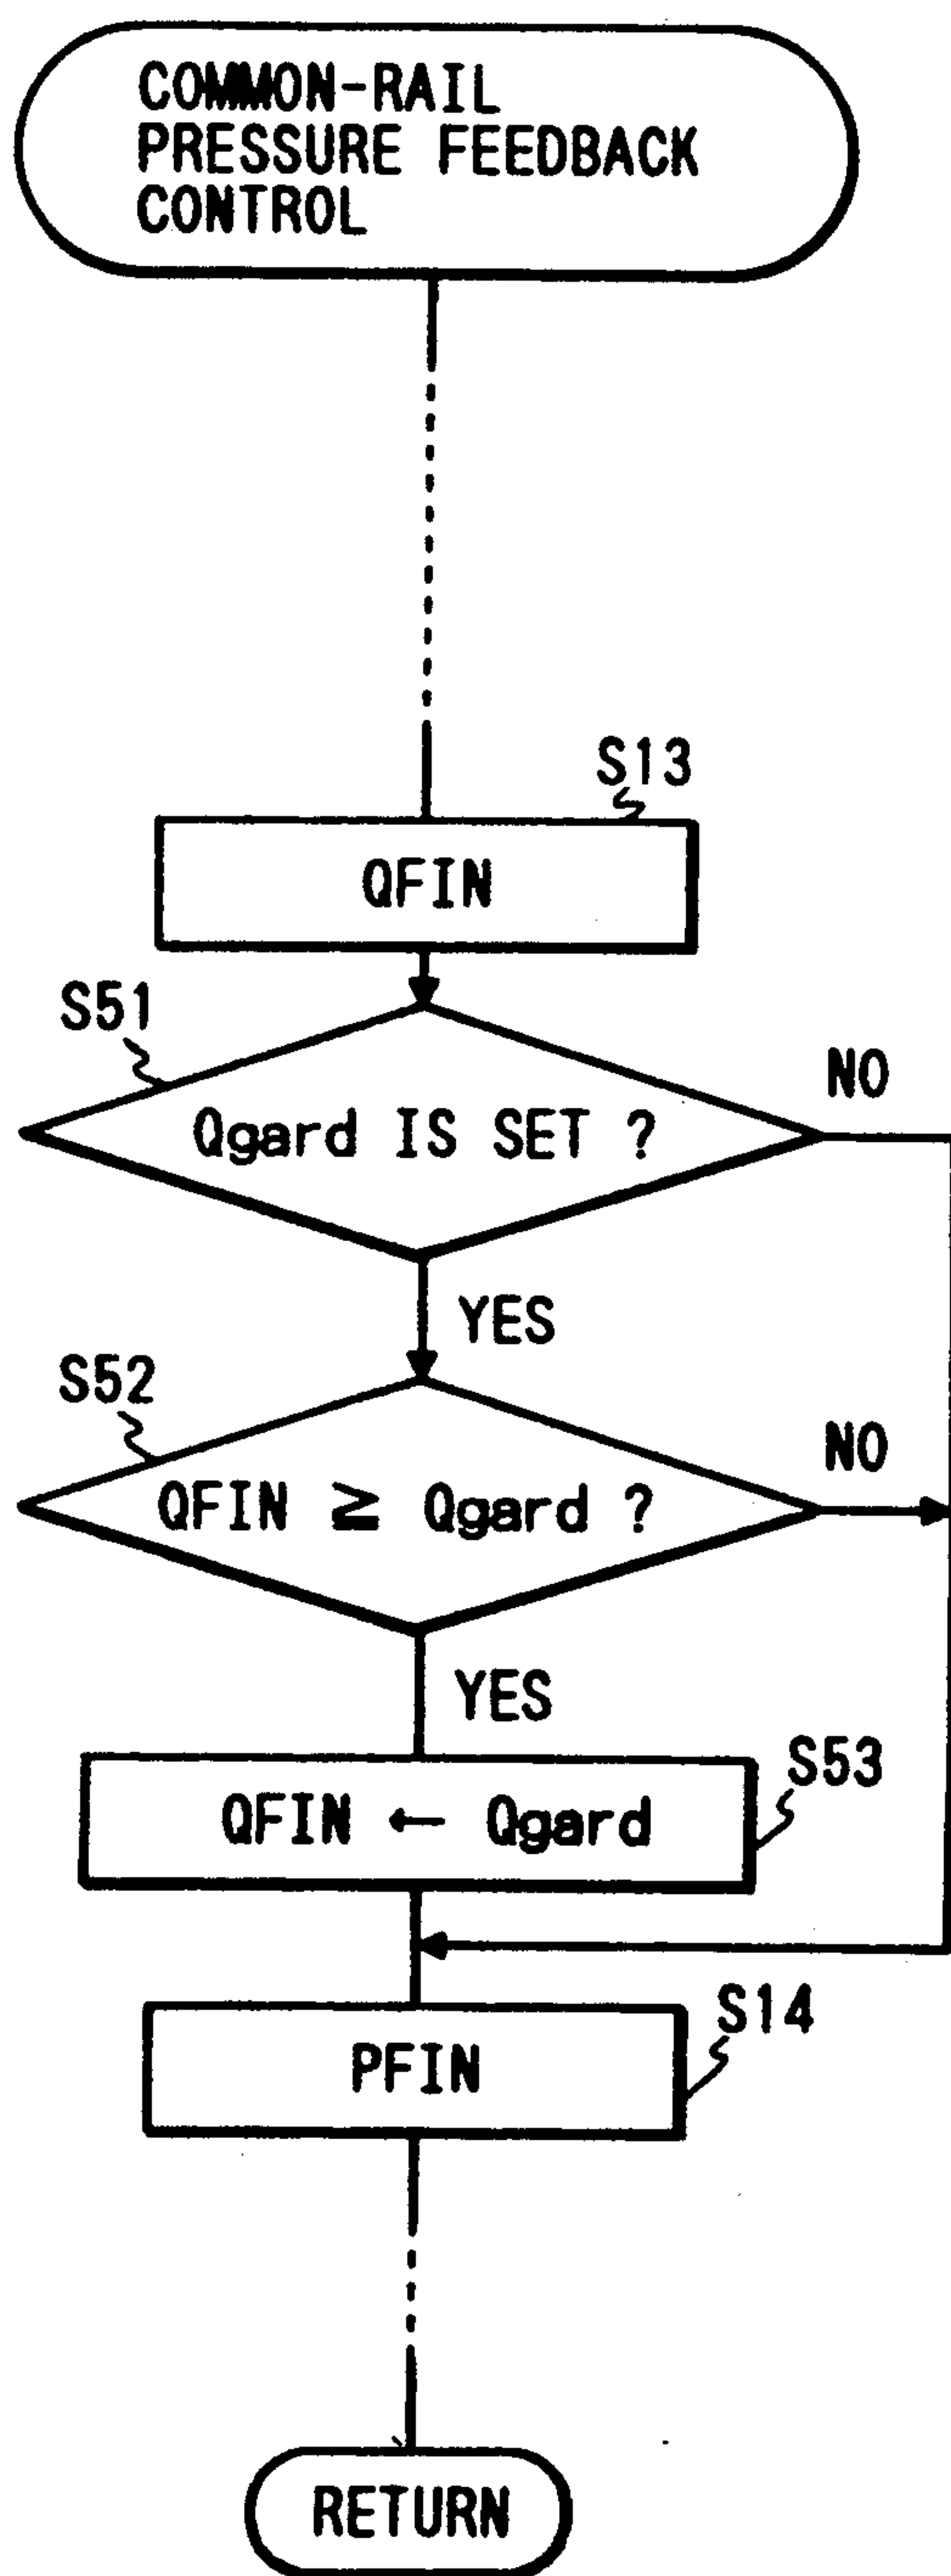 COMMON-RAIL
PRESSURE FEEDBACK
CONTROL
S13
QFIN
S51
Qgard IS SET ?
NO
YES
S52
QFIN ≧ Qgard ?
NO
YES
S53
QFIN ← Qgard
S14
PFIN
RETURN